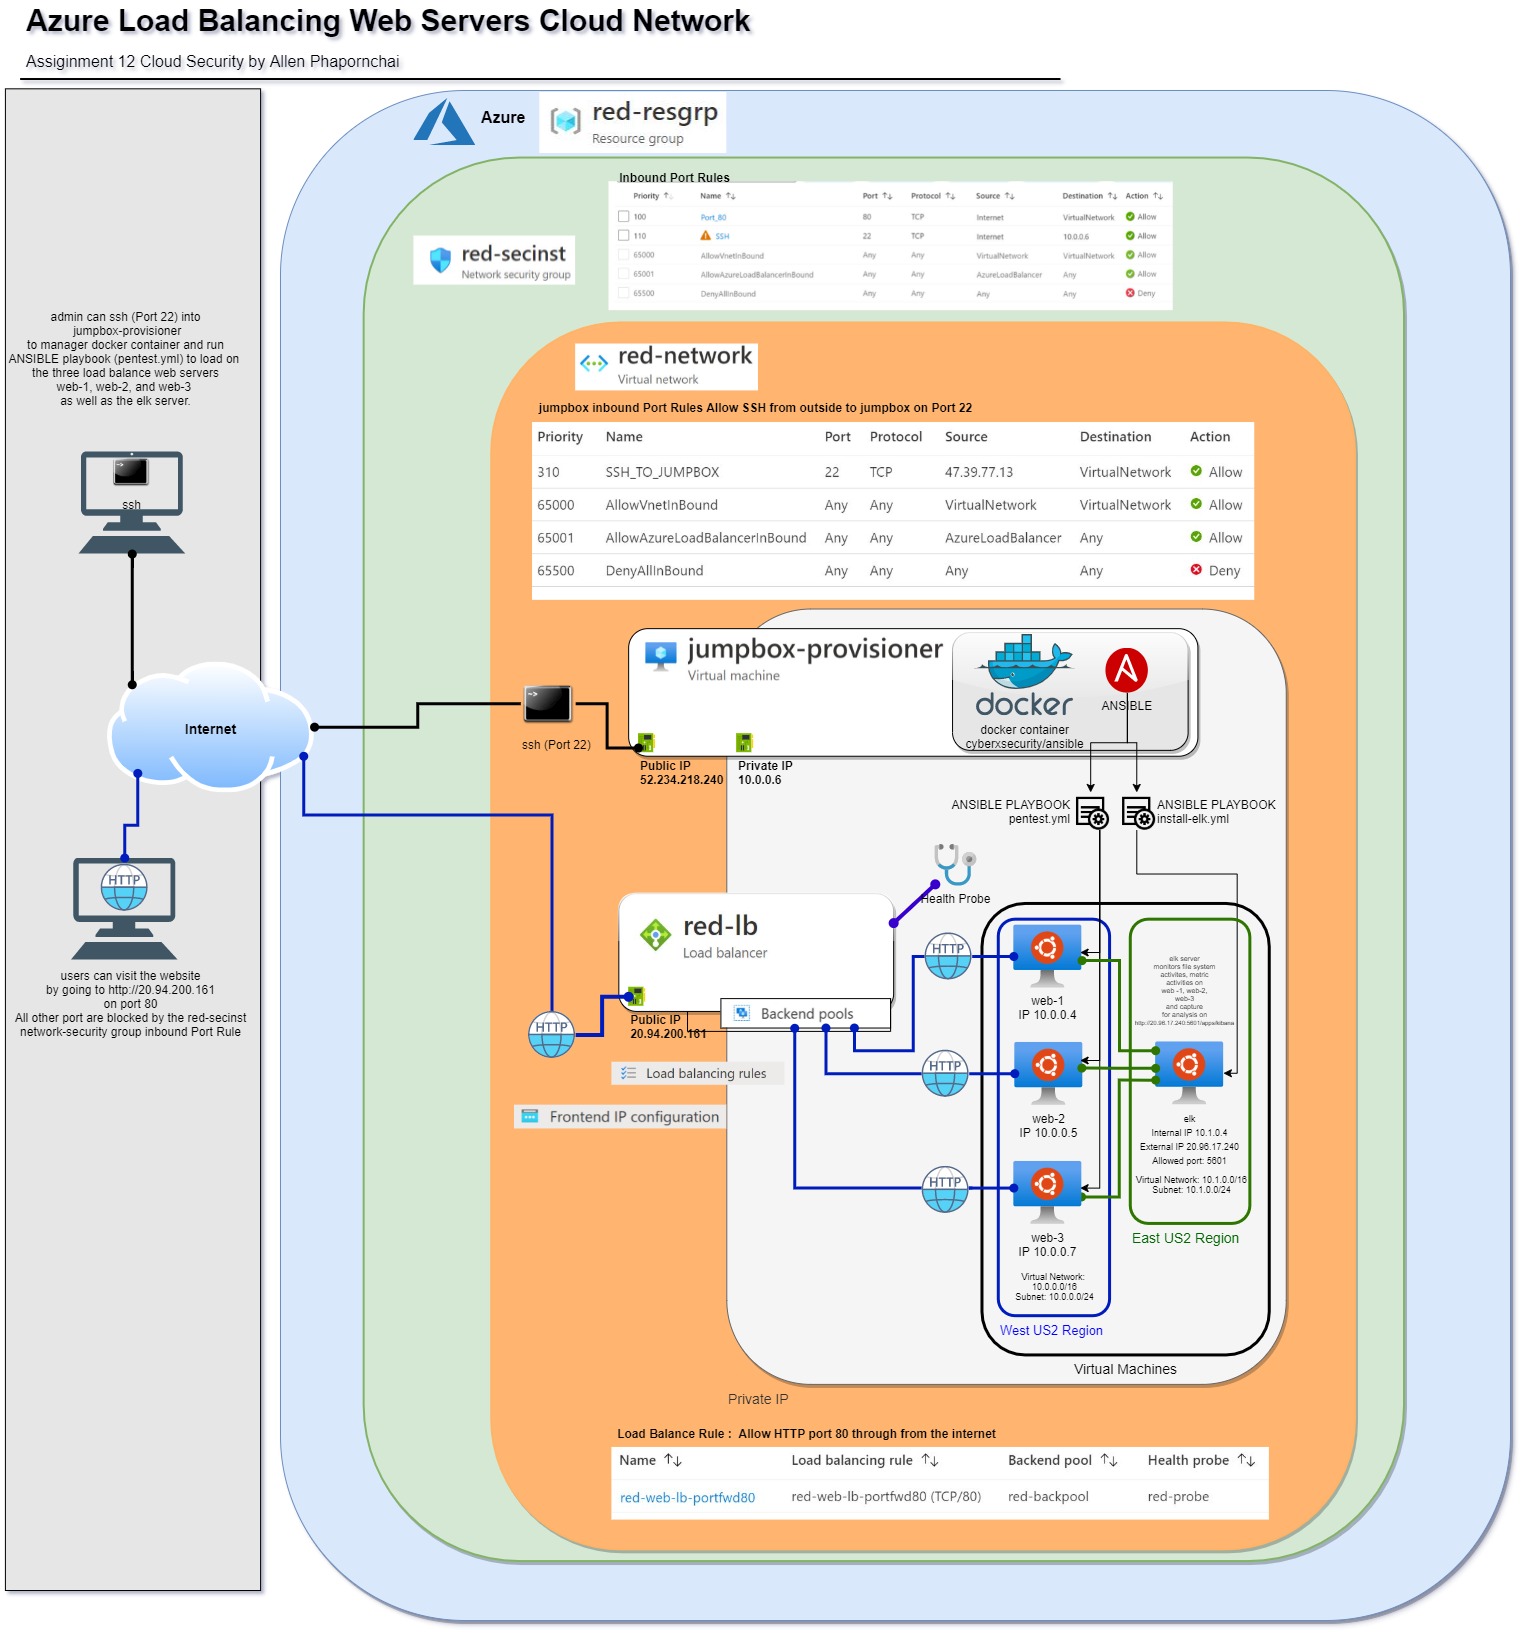 Azure Load Balancing Web Servers Cloud Network
Assiginment 12 Cloud Security by Allen Phapornchai
admin can ssh (Port 22) into
jumpbox-provisioner
to manager docker container and run
ANSIBLE playbook (pentest.yml) to load on
the three load balance web servers
web-1, web-2, and web-3
as well as the elk server.
ssh
Internet
HTTP
users can visit the website
by going to http://20.94.200.161
on port 80
All other port are blocked by the red-secinst
network-security group inbound Port Rule
Azure
red-resgrp
Resource group
red-secinst
Network security group
Inbound Port Rules
Priority ↑↓ Name ↑↓ Port ↑↓ Protocol ↑↓ Source ↑↓ Destination ↑↓ Action ↑↓
100 Port_80 80 TCP Internet VirtualNetwork Allow
110 SSH 22 TCP Internet 10.0.0.6 Allow
65000 AllowVnetInBound Any Any VirtualNetwork VirtualNetwork Allow
65001 AllowAzureLoadBalancerInBound Any Any AzureLoadBalancer Any Allow
65500 DenyAllInBound Any Any Any Any Deny
red-network
Virtual network
jumpbox inbound Port Rules Allow SSH from outside to jumpbox on Port 22
Priority Name Port Protocol Source Destination Action
310 SSH_TO_JUMPBOX 22 TCP 47.39.77.13 VirtualNetwork Allow
65000 AllowVnetInBound Any Any VirtualNetwork VirtualNetwork Allow
65001 AllowAzureLoadBalancerInBound Any Any AzureLoadBalancer Any Allow
65500 DenyAllInBound Any Any Any Any Deny
ssh (Port 22)
jumpbox-provisioner
Virtual machine
Public IP
52.234.218.240
Private IP
10.0.0.6
docker
docker container
cyberxsecurity/ansible
A
ANSIBLE
ANSIBLE PLAYBOOK
pentest.yml
ANSIBLE PLAYBOOK
install-elk.yml
Health Probe
red-lb
Load balancer
Public IP
20.94.200.161
Backend pools
HTTP
Load balancing rules
Frontend IP configuration
HTTP
HTTP
HTTP
web-1
IP 10.0.0.4
web-2
IP 10.0.0.5
web-3
IP 10.0.0.7
Virtual Network:
10.0.0.0/16
Subnet: 10.0.0.0/24
West US2 Region
elk server
monitors file system
activites, metric
activities on
web -1, web-2,
web-3
and capture
for analysis on
http://20.96.17.240:5601/apps/kibana
elk
Internal IP 10.1.0.4
External IP 20.96.17.240
Allowed port: 5601
Virtual Network: 10.1.0.0/16
Subnet: 10.1.0.0/24
East US2 Region
Virtual Machines
Private IP
Load Balance Rule : Allow HTTP port 80 through from the internet
Name ↑↓ Load balancing rule ↑↓ Backend pool ↑↓ Health probe ↑↓
red-web-lb-portfwd80 red-web-lb-portfwd80 (TCP/80) red-backpool red-probe